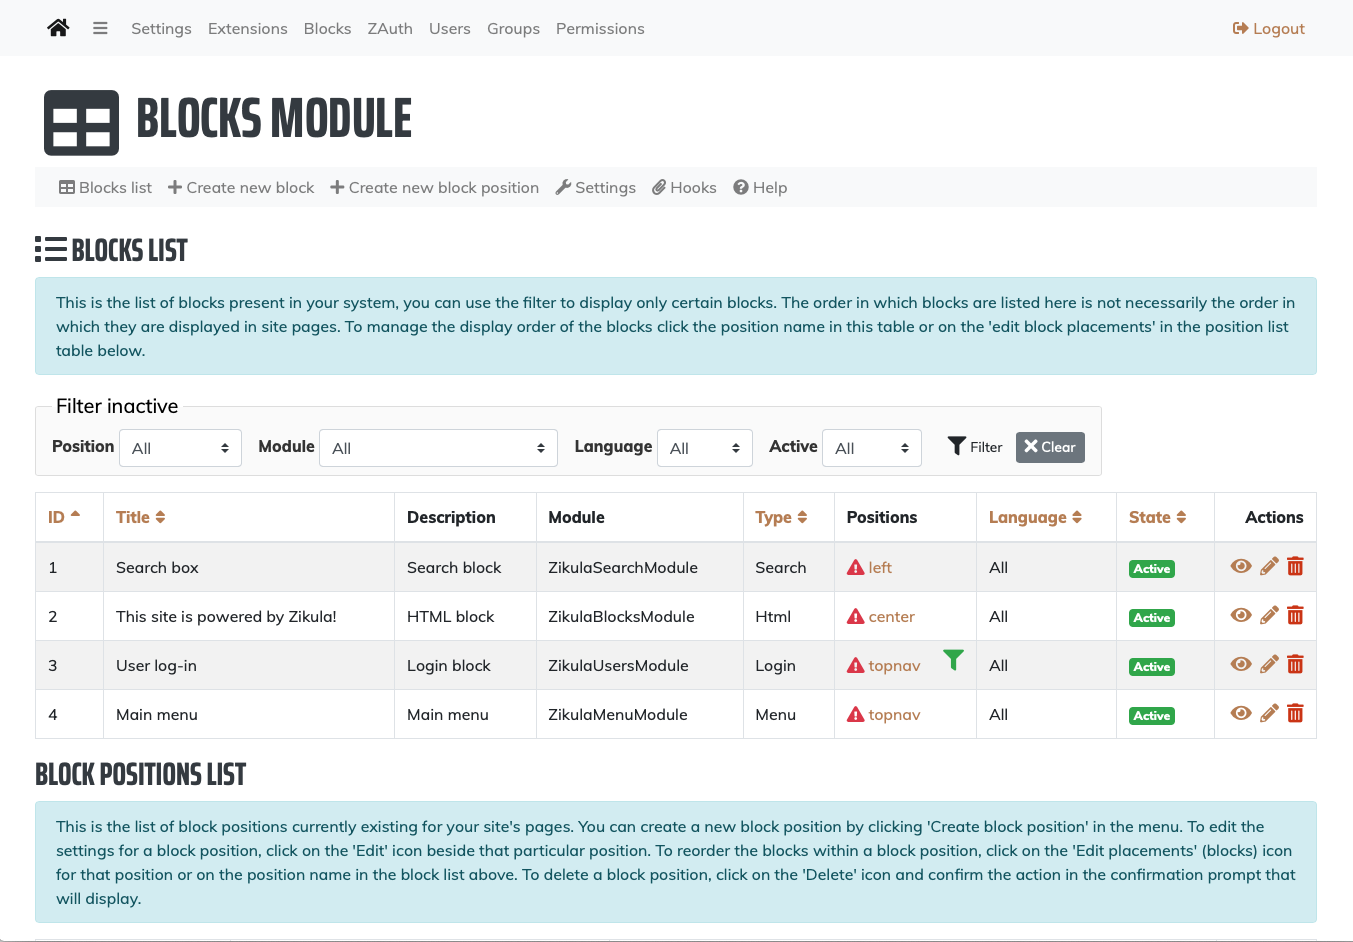 Settings Extensions Blocks ZAuth Users Groups Permissions Logout
BLOCKS MODULE
Blocks list Create new block Create new block position Settings Hooks Help
BLOCKS LIST
This is the list of blocks present in your system, you can use the filter to display only certain blocks. The order in which blocks are listed here is not necessarily the order in
which they are displayed in site pages. To manage the display order of the blocks click the position name in this table or on the 'edit block placements' in the position list
table below.
Filter inactive
Position All Module All Language All Active All Filter Clear
ID Title Description Module Type Positions Language State Actions
1 Search box Search block ZikulaSearchModule Search left All Active
2 This site is powered by Zikula! HTML block ZikulaBlocksModule Html center All Active
3 User log-in Login block ZikulaUsersModule Login topnav All Active
4 Main menu Main menu ZikulaMenuModule Menu topnav All Active
BLOCK POSITIONS LIST
This is the list of block positions currently existing for your site's pages. You can create a new block position by clicking 'Create block position' in the menu. To edit the
settings for a block position, click on the 'Edit' icon beside that particular position. To reorder the blocks within a block position, click on the 'Edit placements' (blocks) icon
for that position or on the position name in the block list above. To delete a block position, click on the 'Delete' icon and confirm the action in the confirmation prompt that
will display.